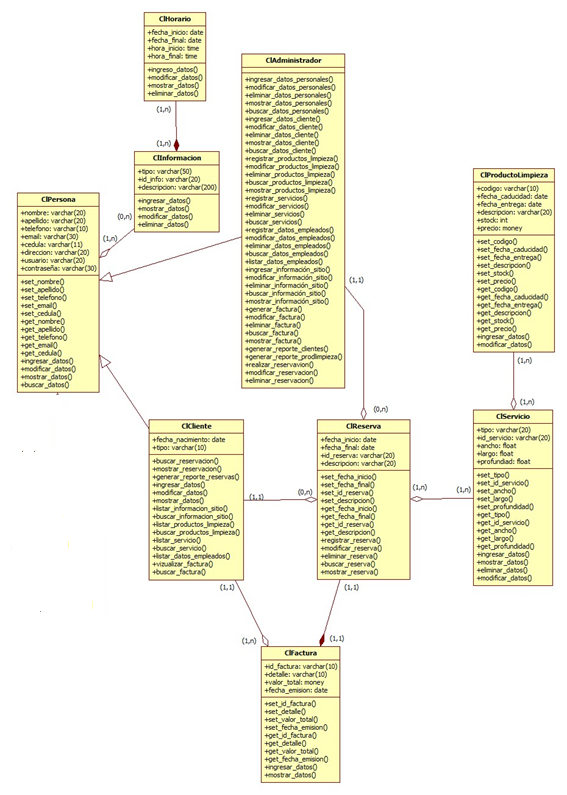 ClHorario
+fecha_inicio: date
+fecha_final: date
+hora_inicio: time
+hora_final: time
+ingreso_datos()
+modificar_datos()
+mostrar_datos()
+eliminar_datos()
(1,n)
(1,n)
ClInformacion
+tipo: varchar(50)
+id_info: varchar(20)
+descripcion: varchar(200)
+ingresar_datos()
+mostrar_datos()
+modificar_datos()
+eliminar_datos()
(0,n)
(1,n)
ClPersona
+nombre: varchar(20)
+apellido: varchar(20)
+telefono: varchar(10)
+email: varchar(30)
+cedula: varchar(11)
+direccion: varchar(20)
+usuario: varchar(20)
+contraseña: varchar(30)
+set_nombre()
+set_apellido()
+set_telefono()
+set_email()
+set_cedula()
+get_nombre()
+get_apellido()
+get_telefono()
+get_email()
+get_cedula()
+ingresar_datos()
+modificar_datos()
+mostrar_datos()
+buscar_datos()
ClAdministrador
+ingresar_datos_personales()
+modificar_datos_personales()
+eliminar_datos_personales()
+mostrar_datos_personales()
+buscar_datos_personales()
+ingresar_datos_cliente()
+modificar_datos_cliente()
+eliminar_datos_cliente()
+mostrar_datos_cliente()
+buscar_datos_cliente()
+registrar_productos_limpieza()
+modificar_productos_limpieza()
+eliminar_productos_limpieza()
+buscar_productos_limpieza()
+mostrar_productos_limpieza()
+registrar_servicios()
+modificar_servicios()
+eliminar_servicios()
+buscar_servicios()
+registrar_datos_empleados()
+modificar_datos_empleados()
+eliminar_datos_empleados()
+buscar_datos_empleados()
+listar_datos_empleados()
+ingresar_información_sitio()
+modificar_información_sitio()
+eliminar_información_sitio()
+buscar_información_sitio()
+mostrar_información_sitio()
+generar_factura()
+modificar_factura()
+eliminar_factura()
+buscar_factura()
+mostrar_factura()
+generar_reporte_clientes()
+generar_reporte_prodlimpieza()
+realizar_reservavion()
+modificar_reservacion()
+eliminar_reservacion()
(1,1)
(0,n)
ClProductoLimpieza
+codigo: varchar(10)
+fecha_caducidad: date
+fecha_entrega: date
+descripcion: varchar(20)
+stock: int
+precio: money
+set_codigo()
+set_fecha_caducidad()
+set_fecha_entrega()
+set_descripcion()
+set_stock()
+set_precio()
+get_codigo()
+get_fecha_caducidad()
+get_fecha_entrega()
+get_descripcion()
+get_stock()
+get_precio()
+ingresar_datos()
+modificar_datos()
(1,n)
(1,n)
ClCliente
+fecha_nacimiento: date
+tipo: varchar(10)
+buscar_reservacion()
+mostrar_reservacion()
+generar_reporte_reservas()
+ingresar_datos()
+modificar_datos()
+mostrar_datos()
+listar_informacion_sitio()
+buscar_informacion_sitio()
+listar_productos_limpieza()
+buscar_productos_limpieza()
+listar_servicio()
+buscar_servicio()
+listar_datos_empleados()
+vizualizar_factura()
+buscar_factura()
(1,1)
(0,n)
ClReserva
+fecha_inicio: date
+fecha_final: date
+id_reserva: varchar(20)
+descripcion: varchar(20)
+set_fecha_inicio()
+set_fecha_final()
+set_id_reserva()
+set_descripcion()
+get_fecha_inicio()
+get_fecha_final()
+get_id_reserva()
+get_descripcion()
+registrar_reserva()
+modificar_reserva()
+eliminar_reserva()
+buscar_reserva()
+mostrar_reserva()
(1,n)
(1,n)
ClServicio
+tipo: varchar(20)
+id_servicio: varchar(20)
+ancho: float
+largo: float
+profundiad: float
+set_tipo()
+set_id_servicio()
+set_ancho()
+set_largo()
+set_profundidad()
+get_tipo()
+get_id_servicio()
+get_ancho()
+get_largo()
+get_profundidad()
+ingresar_datos()
+mostrar_datos()
+eliminar_datos()
+modificar_datos()
(1,1)
(1,1)
(1,n)
(1,1)
ClFactura
+id_factura: varchar(10)
+detalle: varchar(10)
+valor_total: money
+fecha_emision: date
+set_id_factura()
+set_detalle()
+set_valor_total()
+set_fecha_emision()
+get_id_factura()
+get_detalle()
+get_valor_total()
+get_fecha_emision()
+ingresar_datos()
+mostrar_datos()